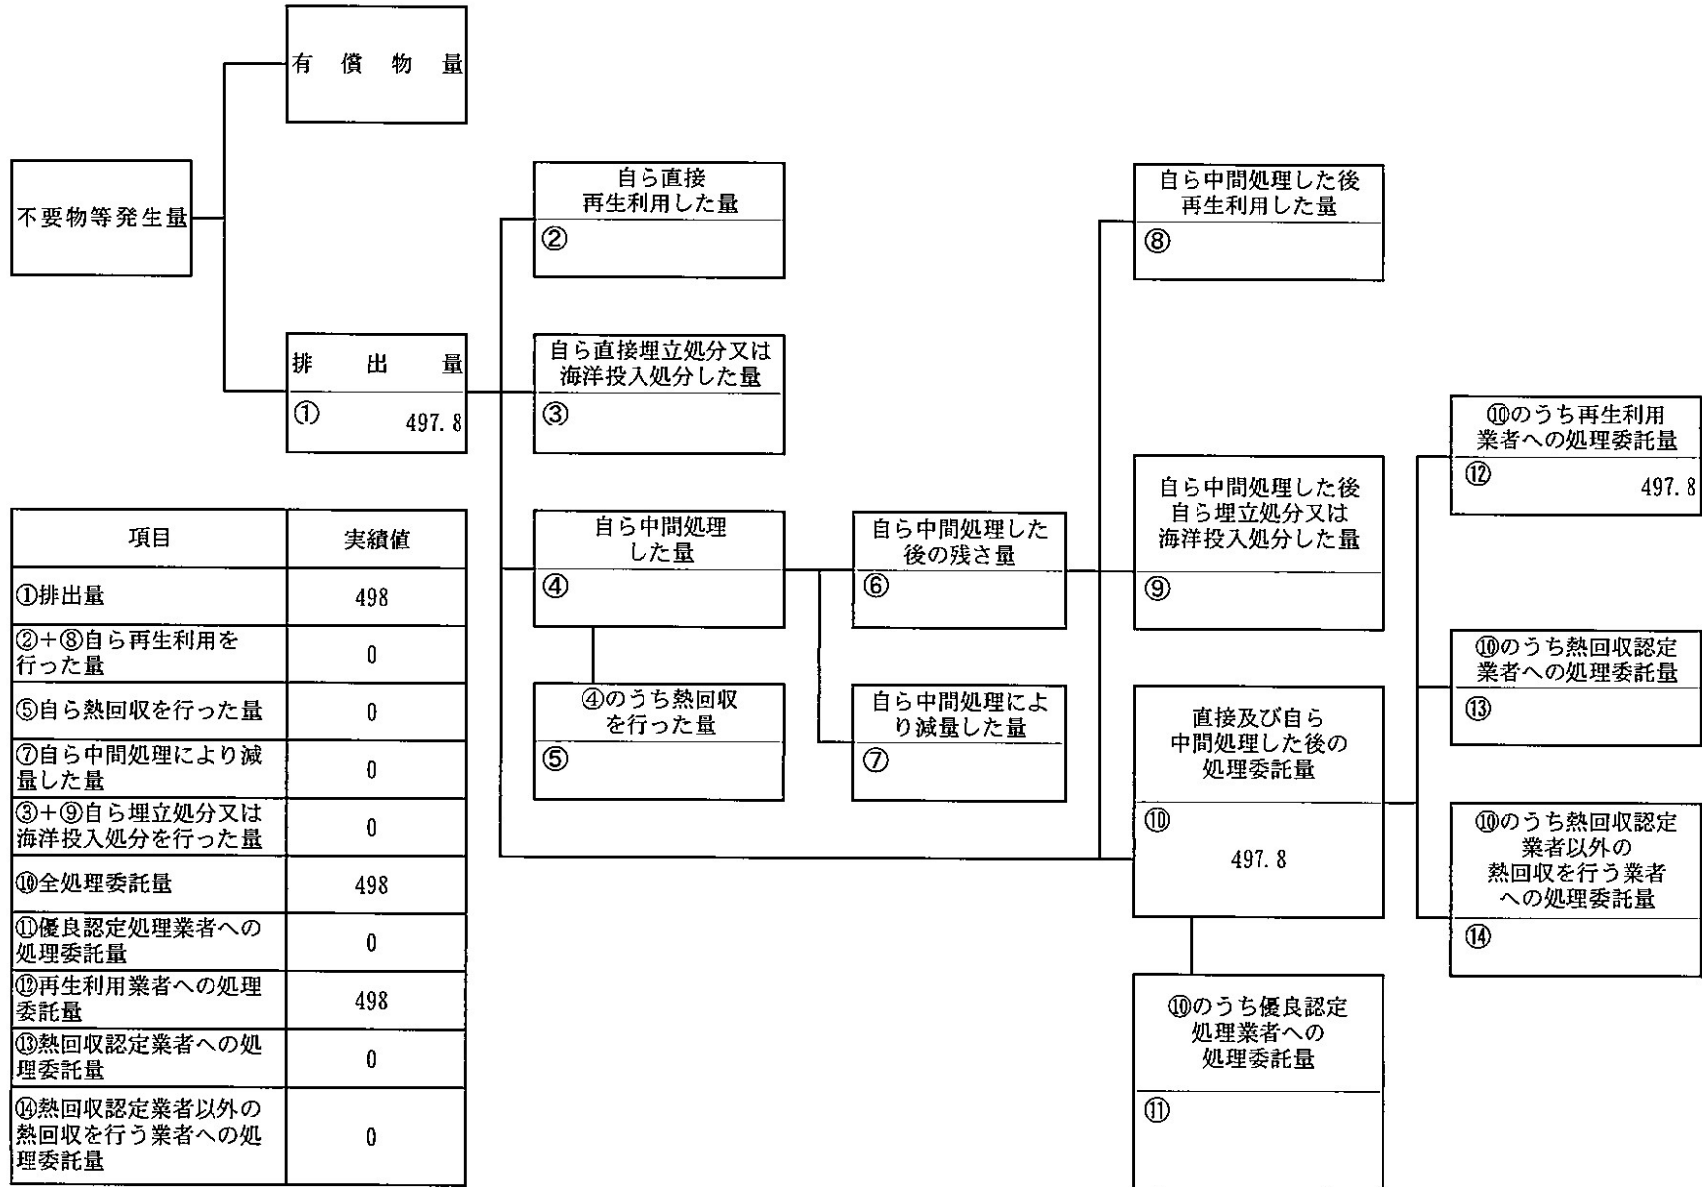 有償物量
不要物等発生量
自ら直接
再生利用した量
②
自ら中間処理した後
再生利用した量
⑧
排出量
① 497.8
自ら直接埋立処分又は
海洋投入処分した量
③
⑩のうち再生利用
業者への処理委託量
⑫ 497.8
自ら中間処理
した量
④
自ら中間処理した
後の残さ量
⑥
自ら中間処理した後
自ら埋立処分又は
海洋投入処分した量
⑨
⑩のうち熱回収認定
業者への処理委託量
⑬
④のうち熱回収
を行った量
⑤
自ら中間処理によ
り減量した量
⑦
直接及び自ら
中間処理した後の
処理委託量
⑩
497.8
⑩のうち熱回収認定
業者以外の
熱回収を行う業者
への処理委託量
⑭
⑩のうち優良認定
処理業者への
処理委託量
⑪
項目 実績値
①排出量 498
②+⑧自ら再生利用を
行った量 0
⑤自ら熱回収を行った量 0
⑦自ら中間処理により減
量した量 0
③+⑨自ら埋立処分又は
海洋投入処分を行った量 0
⑩全処理委託量 498
⑪優良認定処理業者への
処理委託量 0
⑫再生利用業者への処理
委託量 498
⑬熱回収認定業者への処
理委託量 0
⑭熱回収認定業者以外の
熱回収を行う業者への処
理委託量 0